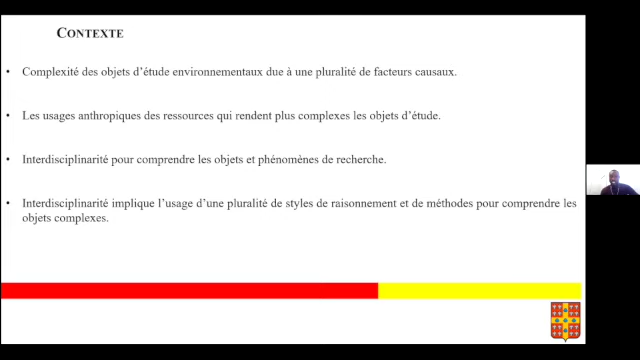 CONTEXTE
• Complexité des objets d'étude environnementaux due à une pluralité de facteurs causaux.
• Les usages anthropiques des ressources qui rendent plus complexes les objets d'étude.
• Interdisciplinarité pour comprendre les objets et phénomènes de recherche.
• Interdisciplinarité implique l'usage d'une pluralité de styles de raisonnement et de méthodes pour comprendre les
objets complexes.